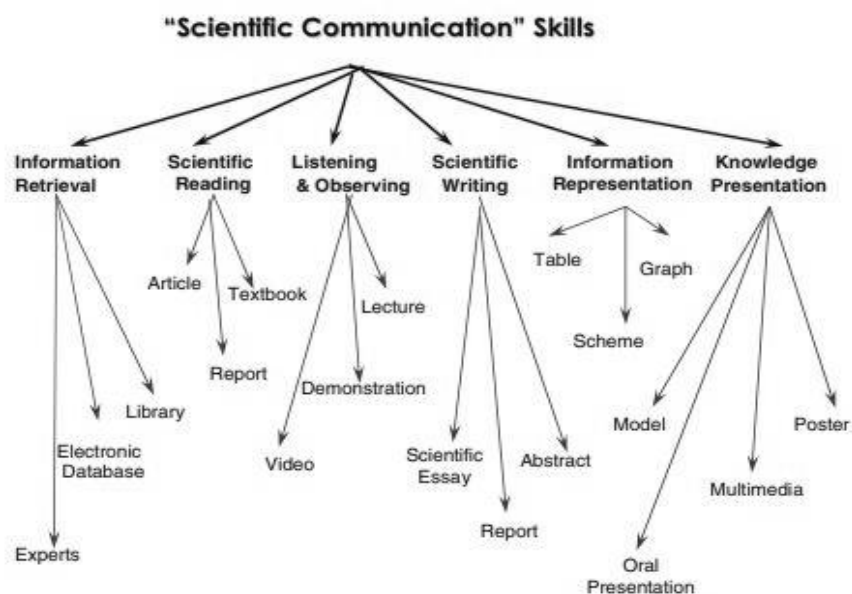 “Scientific Communication” Skills
Information
Retrieval
Scientific
Reading
Listening
& Observing
Scientific
Writing
Information
Representation
Knowledge
Presentation
Article
Textbook
Report
Lecture
Demonstration
Video
Library
Electronic
Database
Experts
Scientific
Essay
Abstract
Report
Table
Graph
Scheme
Model
Poster
Multimedia
Oral
Presentation